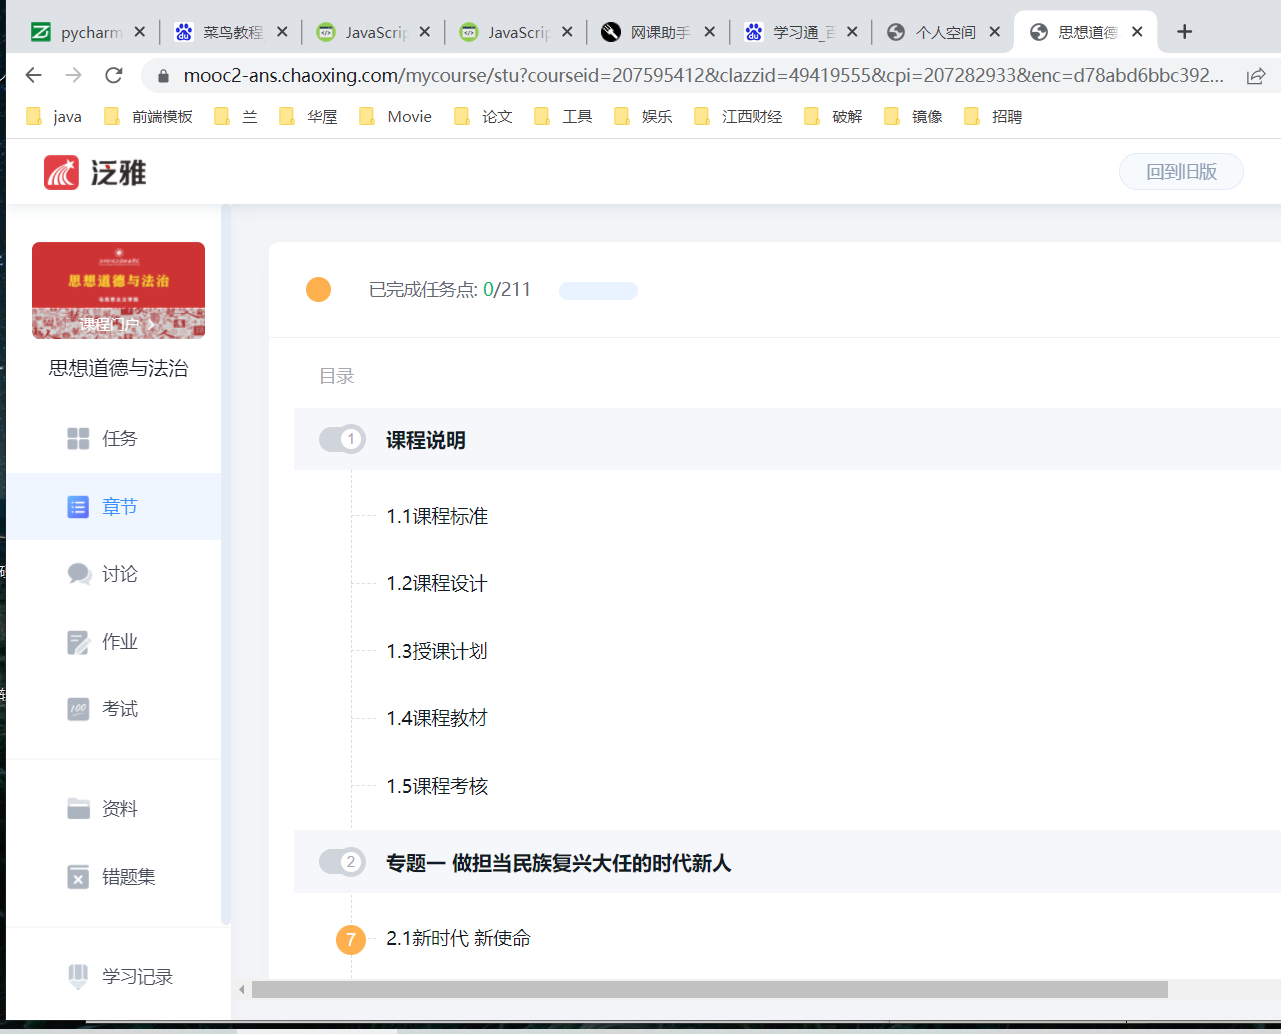 pycharm
菜鸟教程
JavaScrip
JavaScrip
网课助手
学习通_百
个人空间
思想道德
mooc2-ans.chaoxing.com/mycourse/stu?courseid=207595412&clazzid=49419555&cpi=207282933&enc=d78abd6bbc392...
java 前端模板 兰 华屋 Movie 论文 工具 娱乐 江西财经 破解 镜像 招聘
泛雅
回到旧版
思想道德与法治
课程门户
思想道德与法治
任务
章节
讨论
作业
100 考试
资料
错题集
学习记录
已完成任务点: 0/211
目录
1 课程说明
1.1课程标准
1.2课程设计
1.3授课计划
1.4课程教材
1.5课程考核
2 专题一 做担当民族复兴大任的时代新人
7 2.1新时代 新使命